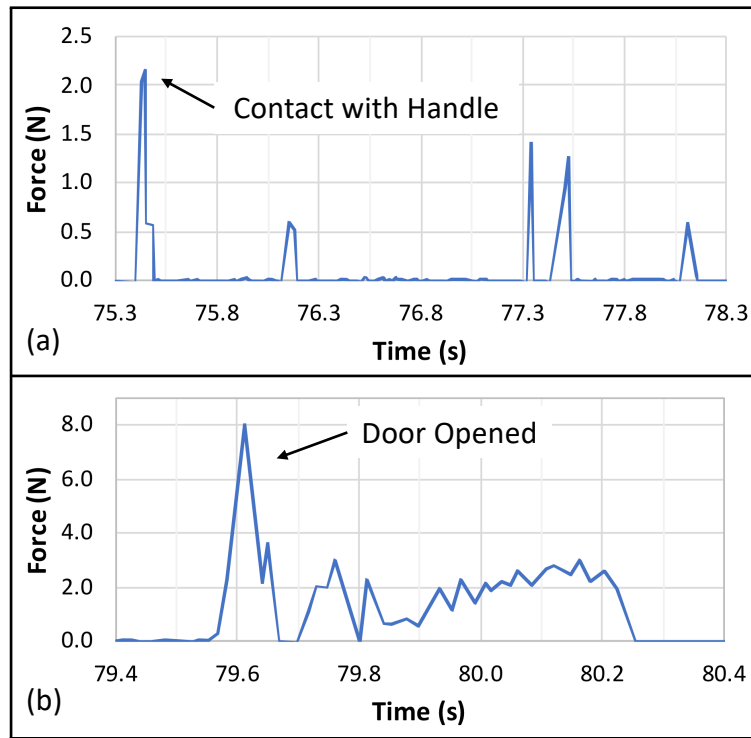 2.5
2.0
1.5
1.0
0.5
0.0
Force (N)
Contact with Handle
75.3 75.8 76.3 76.8 77.3 77.8 78.3
(a)
Time (s)
8.0
6.0
4.0
2.0
0.0
Force (N)
Door Opened
79.4 79.6 79.8 80.0 80.2 80.4
(b)
Time (s)